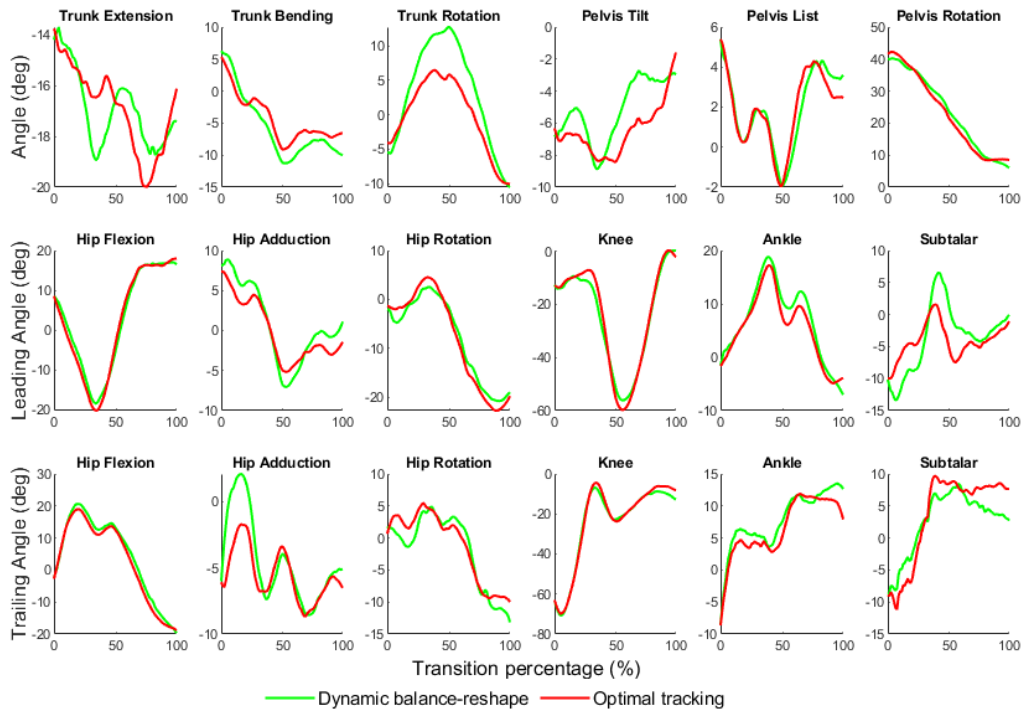 Trunk Extension Trunk Bending Trunk Rotation Pelvis Tilt Pelvis List Pelvis Rotation
Angle (deg)
-14 -16 -18 -20
10 5 0 -5 -10 -15
10 5 0 -5 -10
0 -2 -4 -6 -8 -10
6 4 2 0 -2
50 40 30 20 10 0
0 50 100 0 50 100 0 50 100 0 50 100 0 50 100 0 50 100
Hip Flexion Hip Adduction Hip Rotation Knee Ankle Subtalar
Leading Angle (deg)
20 10 0 -10 -20
10 5 0 -5 -10
10 0 -10 -20
0 -20 -40 -60
20 10 0 -10
10 5 0 -5 -10 -15
0 50 100 0 50 100 0 50 100 0 50 100 0 50 100 0 50 100
Hip Flexion Hip Adduction Hip Rotation Knee Ankle Subtalar
Trailing Angle (deg)
30 20 10 0 -10 -20
0 -5 -10
10 5 0 -5 -10 -15
0 -20 -40 -60 -80
15 10 5 0 -5 -10
10 5 0 -5 -10 -15
0 50 100 0 50 100 0 50 100 0 50 100 0 50 100 0 50 100
Transition percentage (%)
Dynamic balance-reshape Optimal tracking